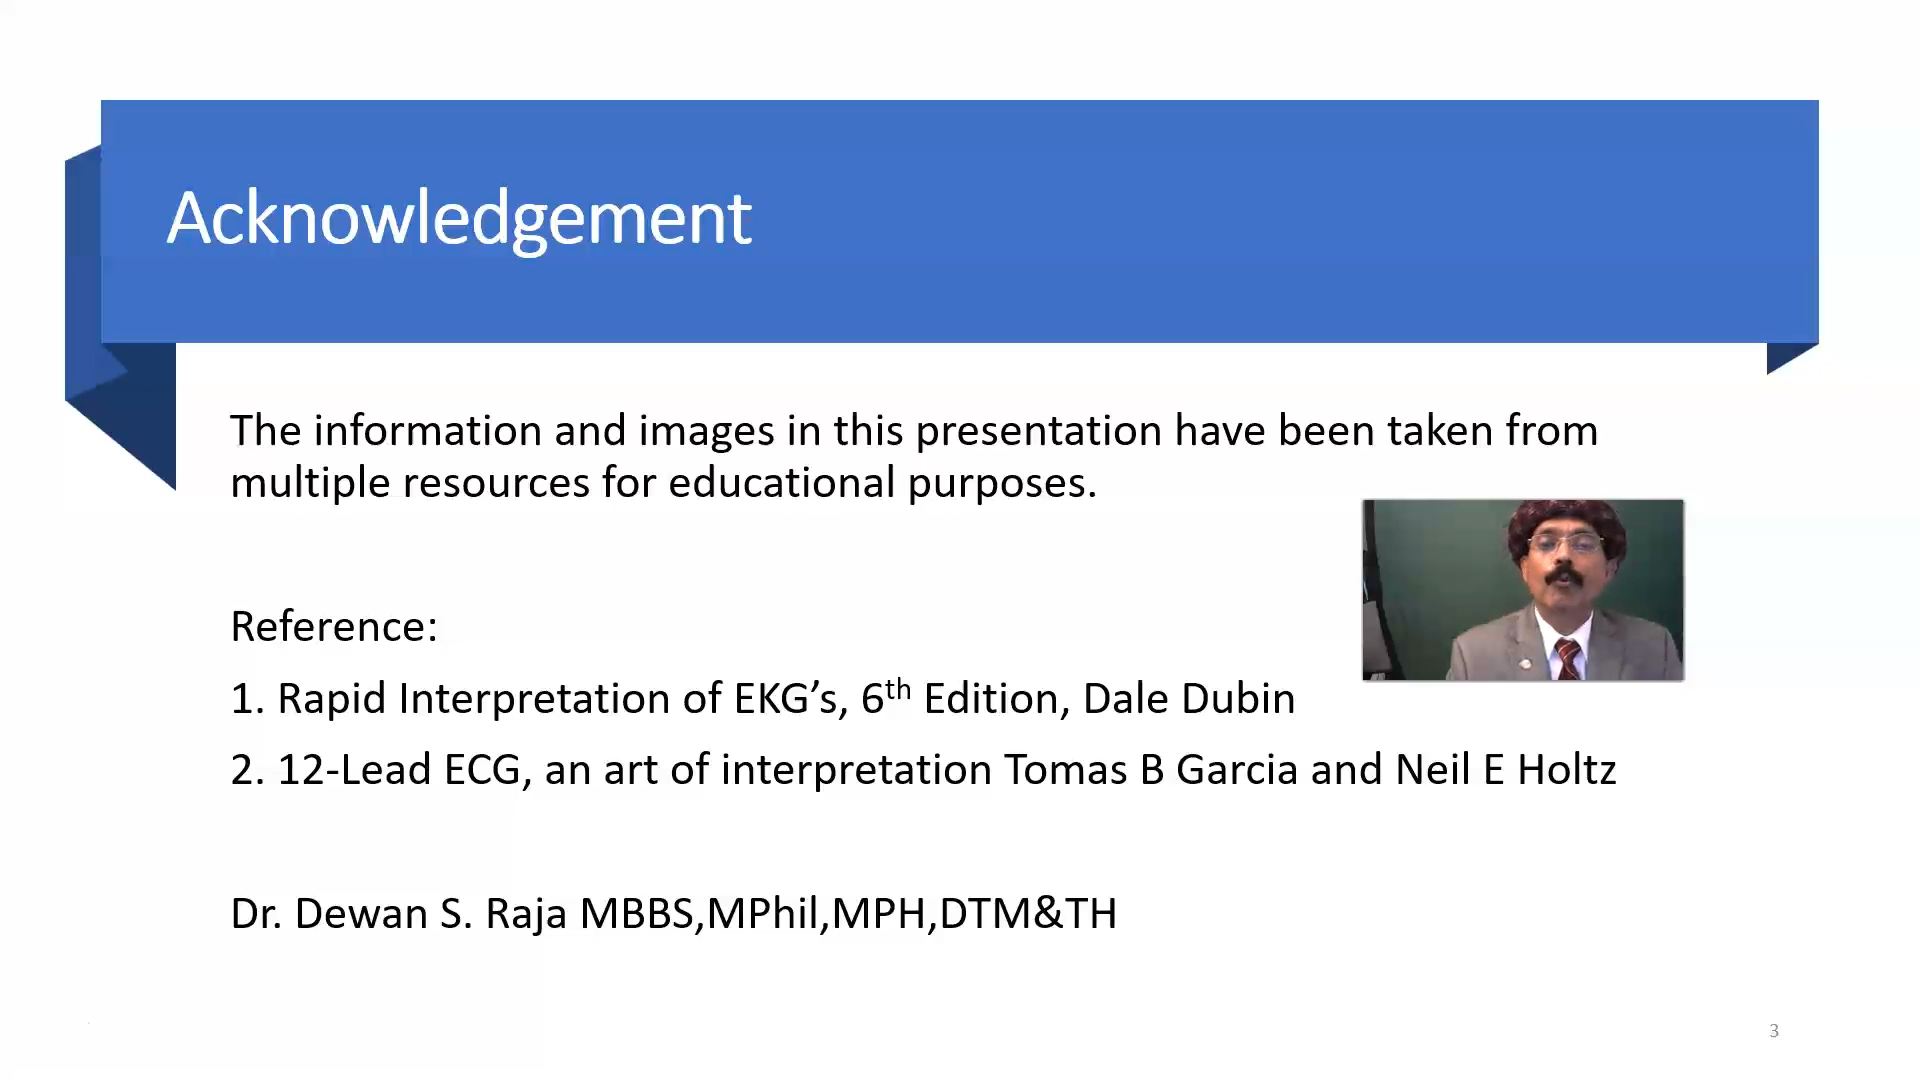 Acknowledgement
The information and images in this presentation have been taken from
multiple resources for educational purposes.
Reference:
1. Rapid Interpretation of EKG’s, 6th Edition, Dale Dubin
2. 12-Lead ECG, an art of interpretation Tomas B Garcia and Neil E Holtz
Dr. Dewan S. Raja MBBS,MPhil,MPH,DTM&TH
3